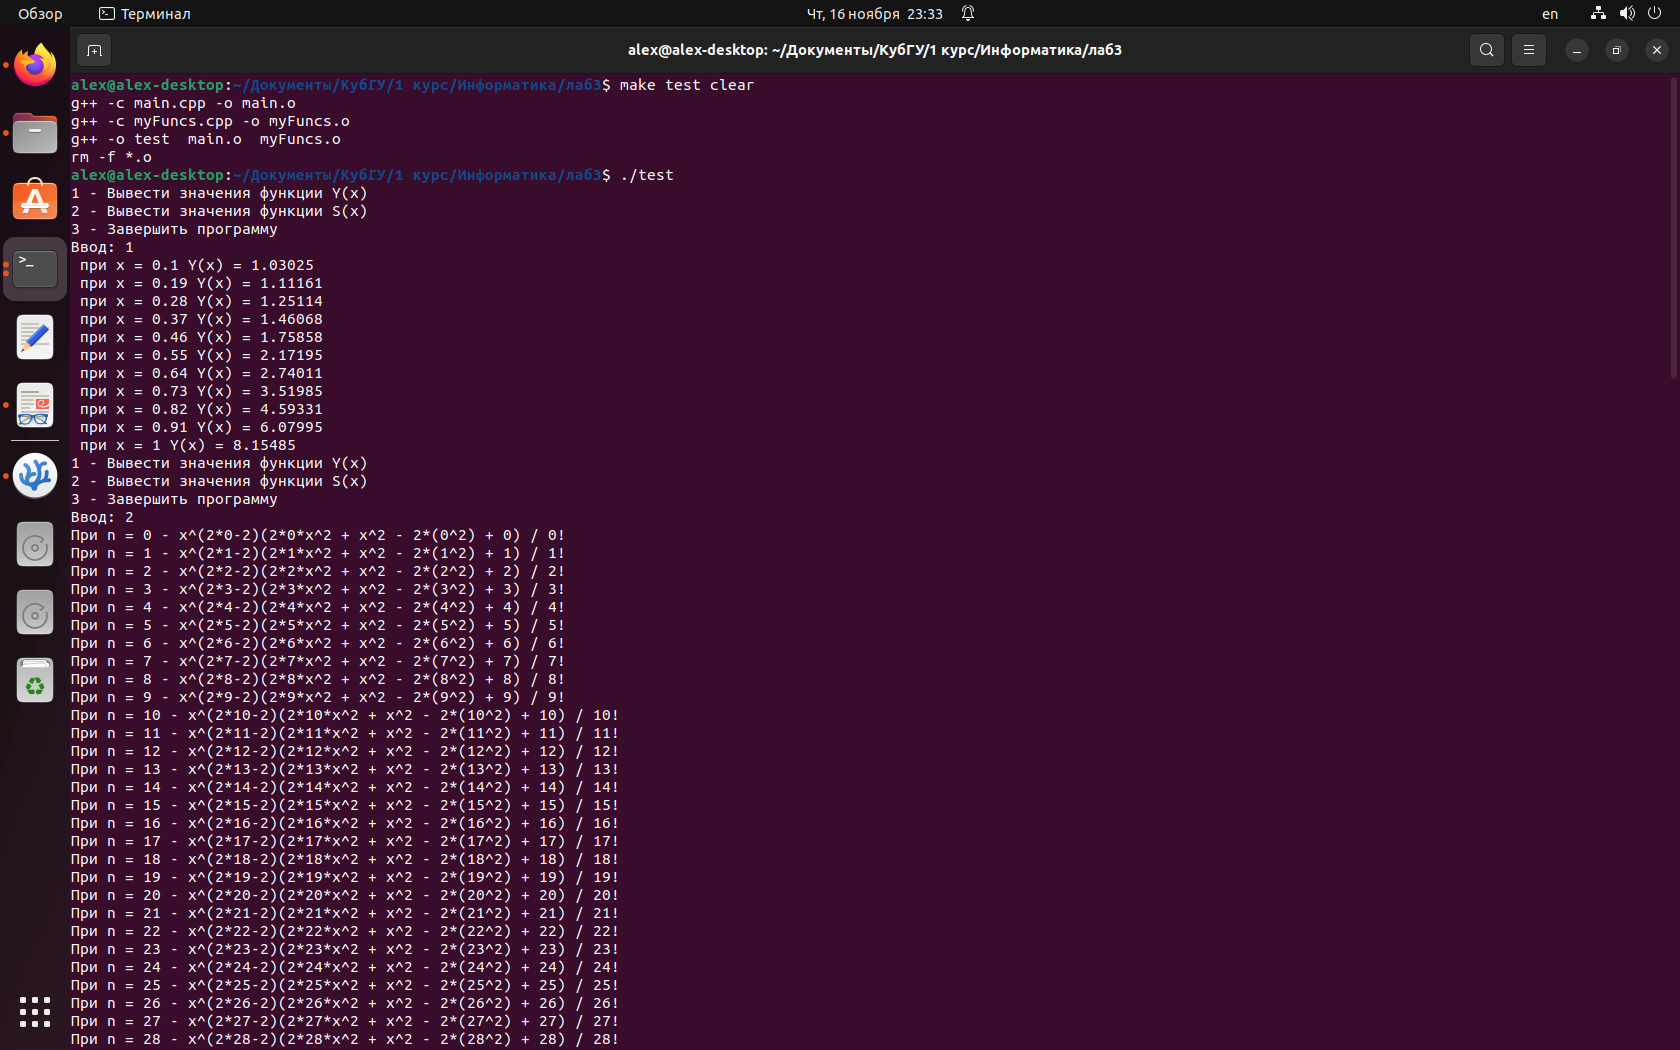 Обзор
Терминал
Чт, 16 ноября 23:33
en
alex@alex-desktop: ~/Документы/КубГУ/1 курс/Информатика/лаб3
alex@alex-desktop:~/Документы/КубГУ/1 курс/Информатика/лаб3$ make test clear
g++ -c main.cpp -o main.o
g++ -c myFuncs.cpp -o myFuncs.o
g++ -o test  main.o  myFuncs.o
rm -f *.o
alex@alex-desktop:~/Документы/КубГУ/1 курс/Информатика/лаб3$ ./test
1 - Вывести значения функции Y(x)
2 - Вывести значения функции S(x)
3 - Завершить программу
Ввод: 1
при x = 0.1 Y(x) = 1.03025
при x = 0.19 Y(x) = 1.11161
при x = 0.28 Y(x) = 1.25114
при x = 0.37 Y(x) = 1.46068
при x = 0.46 Y(x) = 1.75858
при x = 0.55 Y(x) = 2.17195
при x = 0.64 Y(x) = 2.74011
при x = 0.73 Y(x) = 3.51985
при x = 0.82 Y(x) = 4.59331
при x = 0.91 Y(x) = 6.07995
при x = 1 Y(x) = 8.15485
1 - Вывести значения функции Y(x)
2 - Вывести значения функции S(x)
3 - Завершить программу
Ввод: 2
При n = 0 - x^(2*0-2)(2*0*x^2 + x^2 - 2*(0^2) + 0) / 0!
При n = 1 - x^(2*1-2)(2*1*x^2 + x^2 - 2*(1^2) + 1) / 1!
При n = 2 - x^(2*2-2)(2*2*x^2 + x^2 - 2*(2^2) + 2) / 2!
При n = 3 - x^(2*3-2)(2*3*x^2 + x^2 - 2*(3^2) + 3) / 3!
При n = 4 - x^(2*4-2)(2*4*x^2 + x^2 - 2*(4^2) + 4) / 4!
При n = 5 - x^(2*5-2)(2*5*x^2 + x^2 - 2*(5^2) + 5) / 5!
При n = 6 - x^(2*6-2)(2*6*x^2 + x^2 - 2*(6^2) + 6) / 6!
При n = 7 - x^(2*7-2)(2*7*x^2 + x^2 - 2*(7^2) + 7) / 7!
При n = 8 - x^(2*8-2)(2*8*x^2 + x^2 - 2*(8^2) + 8) / 8!
При n = 9 - x^(2*9-2)(2*9*x^2 + x^2 - 2*(9^2) + 9) / 9!
При n = 10 - x^(2*10-2)(2*10*x^2 + x^2 - 2*(10^2) + 10) / 10!
При n = 11 - x^(2*11-2)(2*11*x^2 + x^2 - 2*(11^2) + 11) / 11!
При n = 12 - x^(2*12-2)(2*12*x^2 + x^2 - 2*(12^2) + 12) / 12!
При n = 13 - x^(2*13-2)(2*13*x^2 + x^2 - 2*(13^2) + 13) / 13!
При n = 14 - x^(2*14-2)(2*14*x^2 + x^2 - 2*(14^2) + 14) / 14!
При n = 15 - x^(2*15-2)(2*15*x^2 + x^2 - 2*(15^2) + 15) / 15!
При n = 16 - x^(2*16-2)(2*16*x^2 + x^2 - 2*(16^2) + 16) / 16!
При n = 17 - x^(2*17-2)(2*17*x^2 + x^2 - 2*(17^2) + 17) / 17!
При n = 18 - x^(2*18-2)(2*18*x^2 + x^2 - 2*(18^2) + 18) / 18!
При n = 19 - x^(2*19-2)(2*19*x^2 + x^2 - 2*(19^2) + 19) / 19!
При n = 20 - x^(2*20-2)(2*20*x^2 + x^2 - 2*(20^2) + 20) / 20!
При n = 21 - x^(2*21-2)(2*21*x^2 + x^2 - 2*(21^2) + 21) / 21!
При n = 22 - x^(2*22-2)(2*22*x^2 + x^2 - 2*(22^2) + 22) / 22!
При n = 23 - x^(2*23-2)(2*23*x^2 + x^2 - 2*(23^2) + 23) / 23!
При n = 24 - x^(2*24-2)(2*24*x^2 + x^2 - 2*(24^2) + 24) / 24!
При n = 25 - x^(2*25-2)(2*25*x^2 + x^2 - 2*(25^2) + 25) / 25!
При n = 26 - x^(2*26-2)(2*26*x^2 + x^2 - 2*(26^2) + 26) / 26!
При n = 27 - x^(2*27-2)(2*27*x^2 + x^2 - 2*(27^2) + 27) / 27!
При n = 28 - x^(2*28-2)(2*28*x^2 + x^2 - 2*(28^2) + 28) / 28!